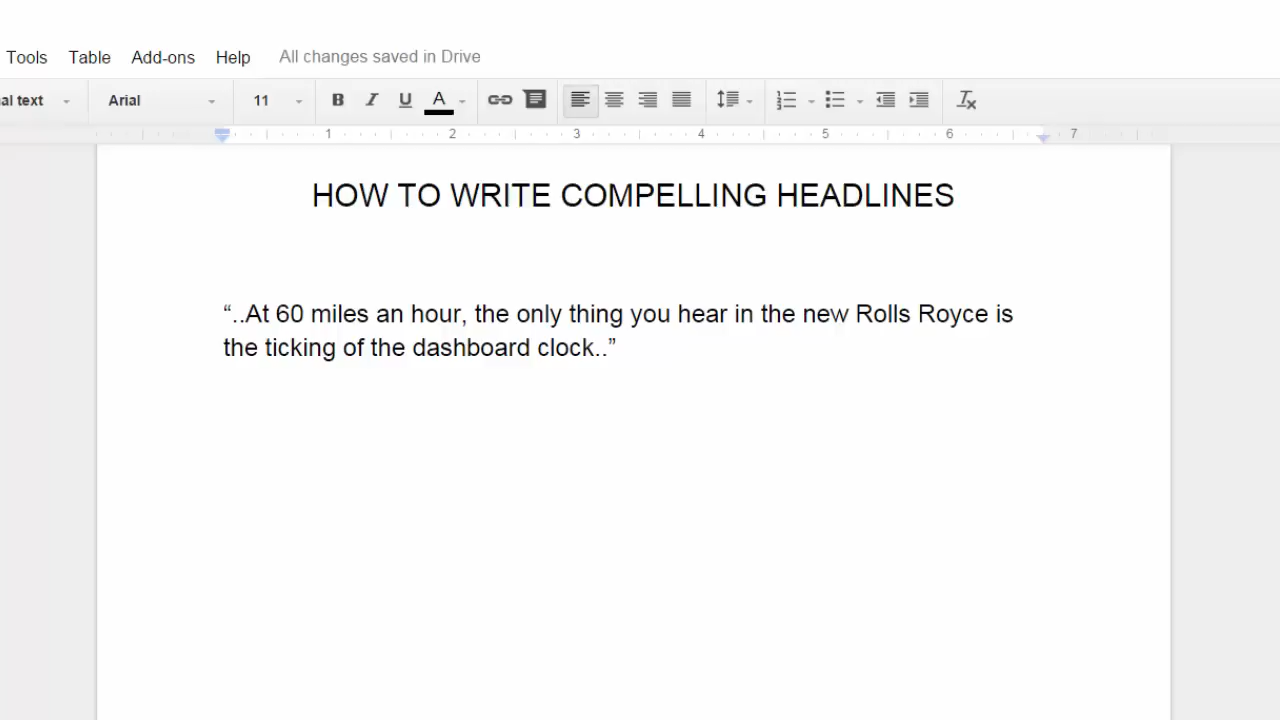 Tools Table Add-ons Help All changes saved in Drive
al text Arial 11 B I U A
1 2 3 4 5 6 7
HOW TO WRITE COMPELLING HEADLINES
“..At 60 miles an hour, the only thing you hear in the new Rolls Royce is
the ticking of the dashboard clock..”